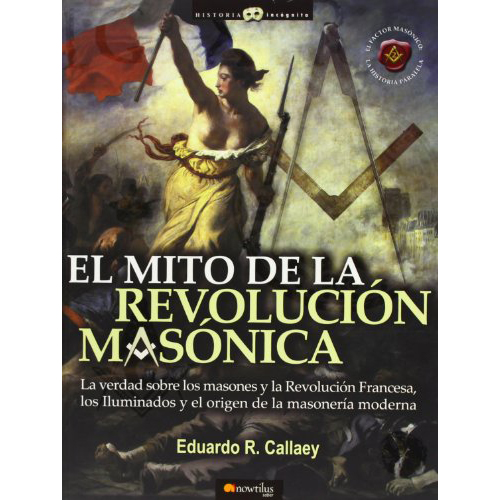 HISTORIA incógnita
EL FACTOR MASÓNICO:
LA HISTORIA PARALELA
EL MITO DE LA
REVOLUCIÓN
MASÓNICA
La verdad sobre los masones y la Revolución Francesa,
los Iluminados y el origen de la masonería moderna
Eduardo R. Callaey
nowtilus
saber